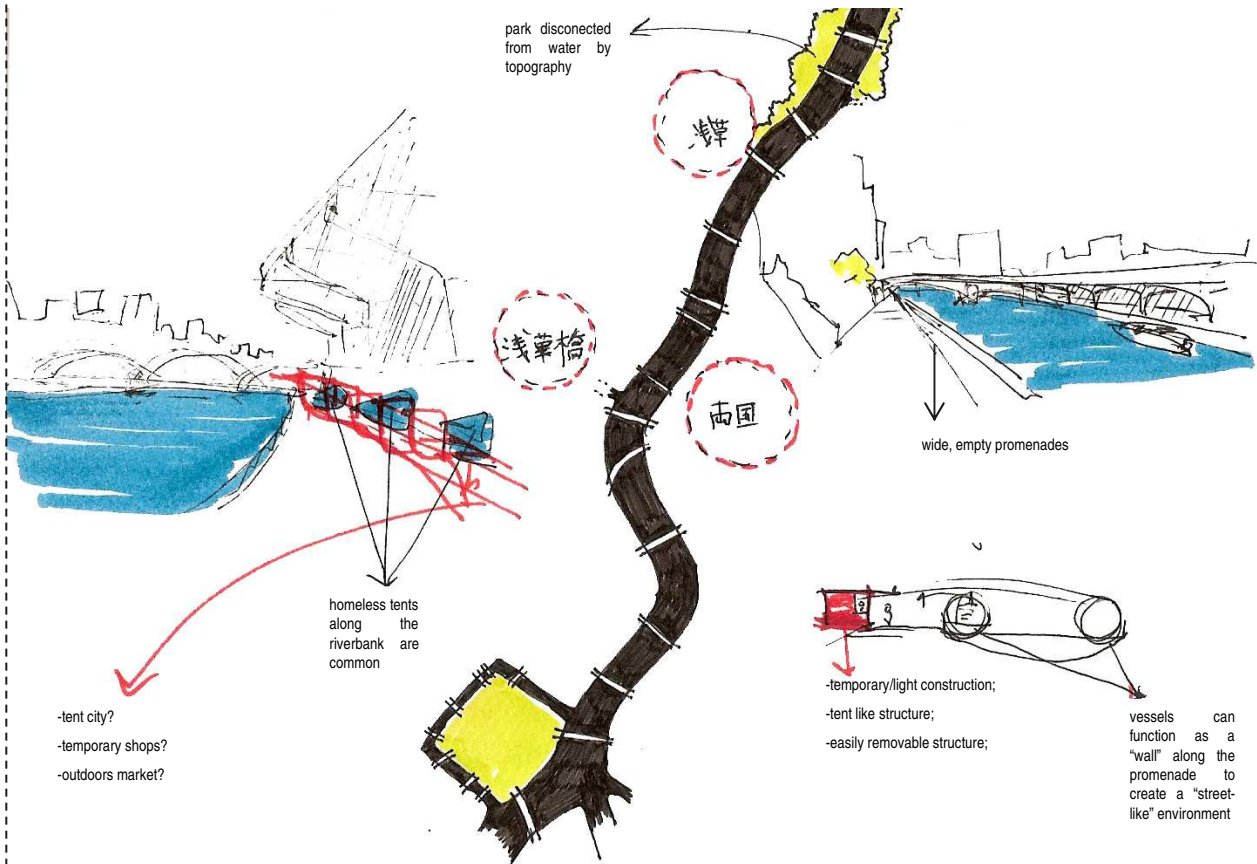 park disconected
from water by
topography
浅草
浅草橋
両国
wide, empty promenades
homeless tents
along the
riverbank are
common
-tent city?
-temporary shops?
-outdoors market?
-temporary/light construction;
-tent like structure;
-easily removable structure;
vessels can
function as a
“wall” along the
promenade to
create a “street-
like” environment